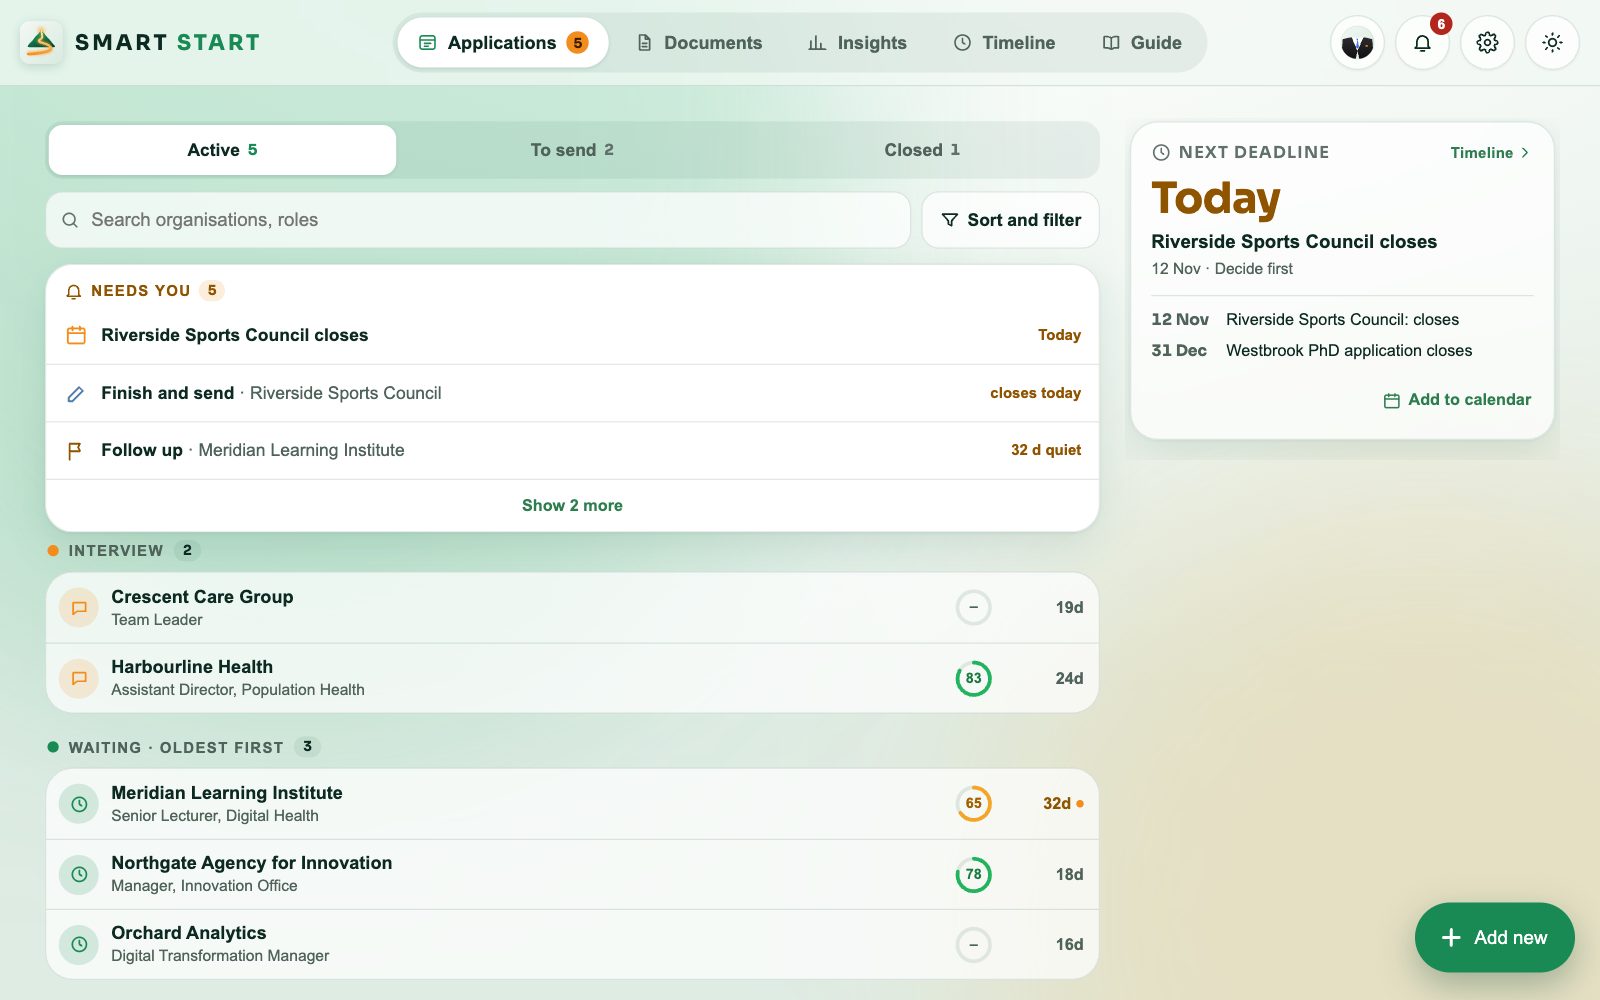 SMART START
Applications 5
Documents
Insights
Timeline
Guide
6
Active 5
To send 2
Closed 1
Search organisations, roles
Sort and filter
NEEDS YOU 5
Riverside Sports Council closes
Today
Finish and send · Riverside Sports Council
closes today
Follow up · Meridian Learning Institute
32 d quiet
Show 2 more
INTERVIEW 2
Crescent Care Group
Team Leader
–
19d
Harbourline Health
Assistant Director, Population Health
83
24d
WAITING · OLDEST FIRST 3
Meridian Learning Institute
Senior Lecturer, Digital Health
65
32d
Northgate Agency for Innovation
Manager, Innovation Office
78
18d
Orchard Analytics
Digital Transformation Manager
–
16d
NEXT DEADLINE
Timeline
Today
Riverside Sports Council closes
12 Nov · Decide first
12 Nov Riverside Sports Council: closes
31 Dec Westbrook PhD application closes
Add to calendar
Add new